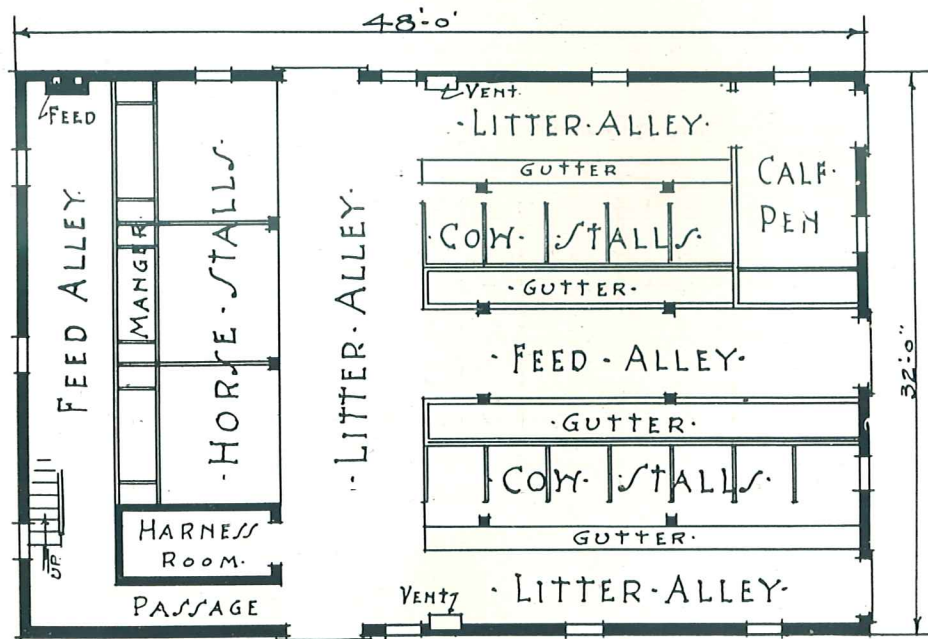 48'-0"
FEED
VENT.
·LITTER·ALLEY·
GUTTER
CALF·
PEN
·COW·STALLS·
·GUTTER·
FEED ALLEY
MANGER
·HORSE·STALLS·
·LITTER·ALLEY·
·FEED·ALLEY·
32'-0"
·GUTTER·
·COW·STALLS·
GUTTER·
HARNESS
ROOM·
UP.
PASSAGE
VENT
·LITTER·ALLEY·